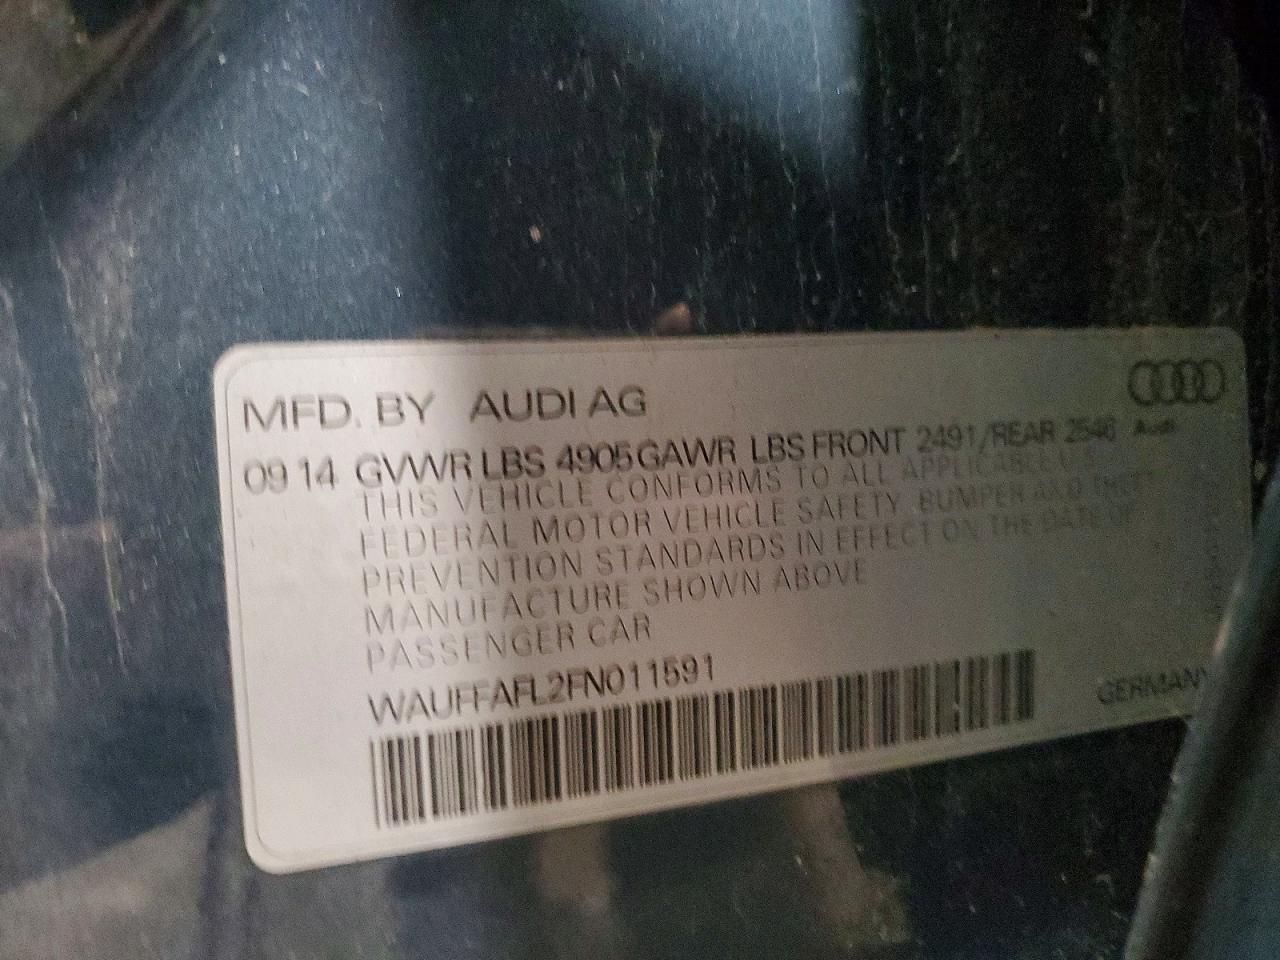 MFD. BY AUDI AG
09 14 GVWR LBS 4905 GAWR LBS FRONT 2491/REAR 2546 Audi
THIS VEHICLE CONFORMS TO ALL APPLICABLE U.S.
FEDERAL MOTOR VEHICLE SAFETY, BUMPER AND THEFT
PREVENTION STANDARDS IN EFFECT ON THE DATE OF
MANUFACTURE SHOWN ABOVE
PASSENGER CAR
WAUFFAFL2FN011591
GERMANY